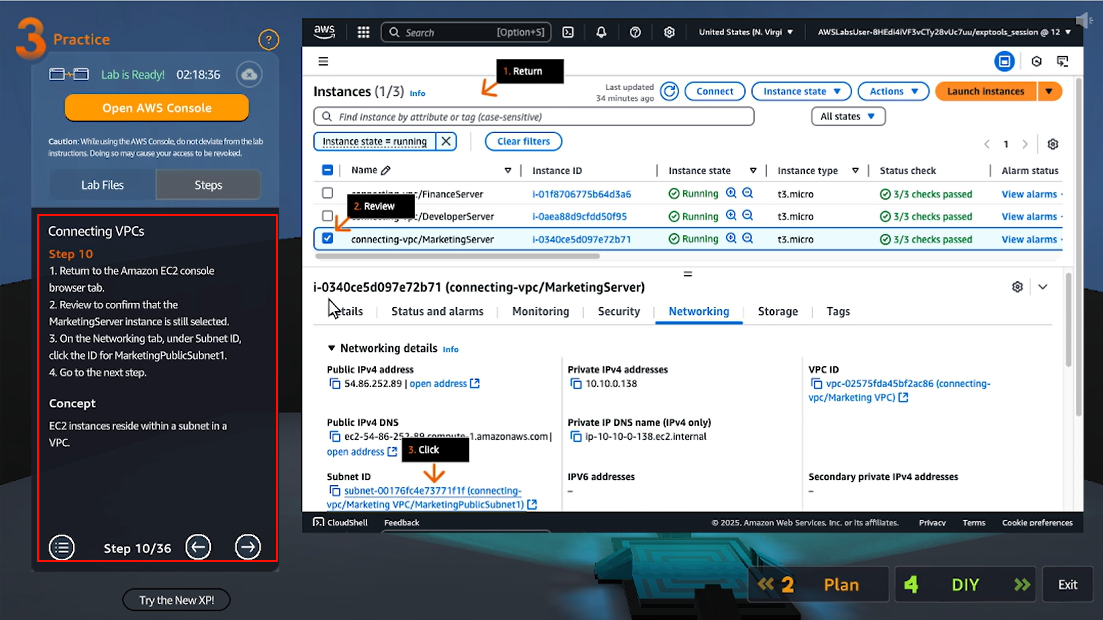 3 Practice
?
Lab is Ready! 02:18:36
Open AWS Console
Caution: While using the AWS Console, do not deviate from the lab
instructions. Doing so may cause your access to be revoked.
Lab Files Steps
Connecting VPCs
Step 10
1. Return to the Amazon EC2 console
browser tab.
2. Review to confirm that the
MarketingServer instance is still selected.
3. On the Networking tab, under Subnet ID,
click the ID for MarketingPublicSubnet1.
4. Go to the next step.
Concept
EC2 instances reside within a subnet in a
VPC.
Step 10/36
Try the New XP!
aws Search [Option+S] United States (N. Virgi AWSLabsUser-8HEdi4iVF3vCTy28vUc7uu/exptools_session @ 12
1. Return
Instances (1/3) Info
Last updated
34 minutes ago
Connect Instance state Actions Launch instances
Find Instance by attribute or tag (case-sensitive) All states
Instance state = running Clear filters
1
Name Instance ID Instance state Instance type Status check Alarm status
connecting-vpc/FinanceServer i-01f8706775b64d3a6 Running t3.micro 3/3 checks passed View alarms
2. Review
connecting-vpc/DeveloperServer i-0aea88d9cfdd50f95 Running t3.micro 3/3 checks passed View alarms
connecting-vpc/MarketingServer i-0340ce5d097e72b71 Running t3.micro 3/3 checks passed View alarms
i-0340ce5d097e72b71 (connecting-vpc/MarketingServer)
Details Status and alarms Monitoring Security Networking Storage Tags
Networking details Info
Public IPv4 address
54.86.252.89 | open address
Private IPv4 addresses
10.10.0.138
VPC ID
vpc-02575fda45bf2ac86 (connecting-
vpc/Marketing VPC)
Public IPv4 DNS
ec2-54-86-252-89.compute-1.amazonaws.com |
open address
Private IP DNS name (IPv4 only)
ip-10-10-0-138.ec2.internal
3. Click
Subnet ID
subnet-00176fc4e73771f1f (connecting-
vpc/Marketing VPC/MarketingPublicSubnet1)
IPV6 addresses
–
Secondary private IPv4 addresses
–
CloudShell Feedback © 2025, Amazon Web Services, Inc. or its affiliates. Privacy Terms Cookie preferences
2 Plan 4 DIY Exit